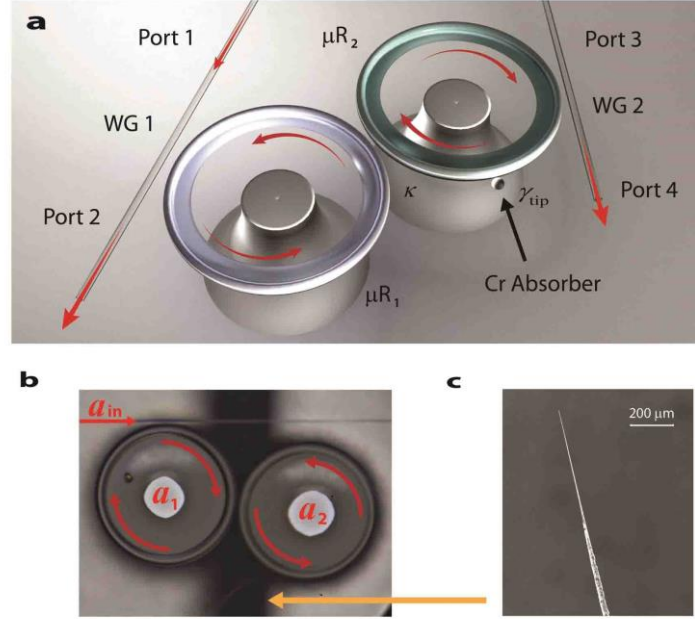 a
Port 1
μR₂
Port 3
WG 1
WG 2
Port 2
κ
γtip
Port 4
μR₁
Cr Absorber
b
c
ain
a₁
a₂
200 μm